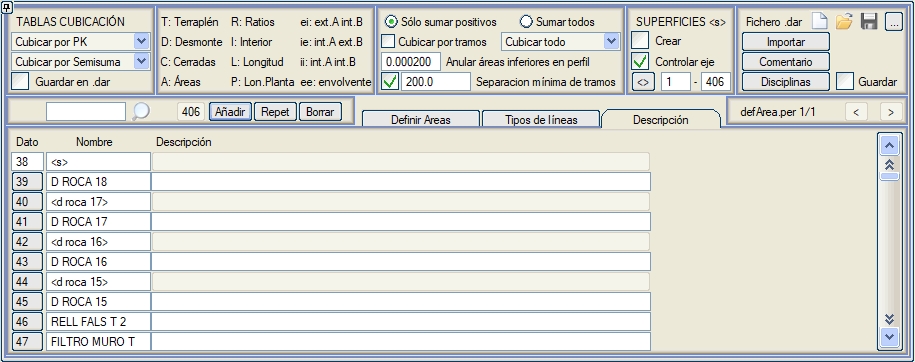 TABLAS CUBICACIÓN
Cubicar por PK
Cubicar por Semisuma
Guardar en .dar
T: Terraplén R: Ratios ei: ext.A int.B
D: Desmonte I: Interior ie: int.A ext.B
C: Cerradas L: Longitud ii: int.A int.B
A: Áreas P: Lon.Planta ee: envolvente
Sólo sumar positivos Sumar todos
Cubicar por tramos Cubicar todo
0.000200 Anular áreas inferiores en perfil
200.0 Separacion mínima de tramos
SUPERFICIES <s>
Crear
Controlar eje
<> 1 - 406
Fichero .dar ...
Importar
Comentario
Disciplinas Guardar
406 Añadir Repet Borrar
Definir Areas Tipos de líneas Descripción
defArea.per 1/1 < >
Dato Nombre Descripción
38 <s>
39 D ROCA 18
40 <d roca 17>
41 D ROCA 17
42 <d roca 16>
43 D ROCA 16
44 <d roca 15>
45 D ROCA 15
46 RELL FALS T 2
47 FILTRO MURO T